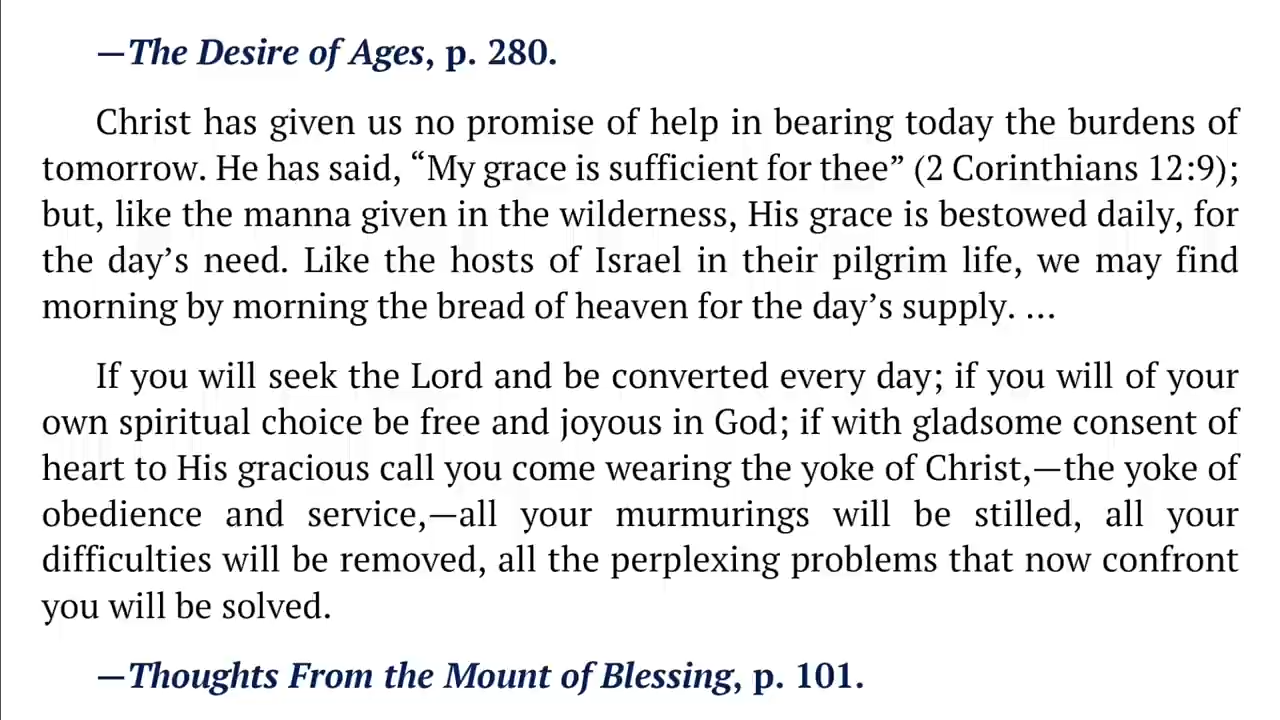 —The Desire of Ages, p. 280.
Christ has given us no promise of help in bearing today the burdens of
tomorrow. He has said, “My grace is sufficient for thee” (2 Corinthians 12:9);
but, like the manna given in the wilderness, His grace is bestowed daily, for
the day’s need. Like the hosts of Israel in their pilgrim life, we may find
morning by morning the bread of heaven for the day’s supply. ...
If you will seek the Lord and be converted every day; if you will of your
own spiritual choice be free and joyous in God; if with gladsome consent of
heart to His gracious call you come wearing the yoke of Christ,—the yoke of
obedience and service,—all your murmurings will be stilled, all your
difficulties will be removed, all the perplexing problems that now confront
you will be solved.
—Thoughts From the Mount of Blessing, p. 101.